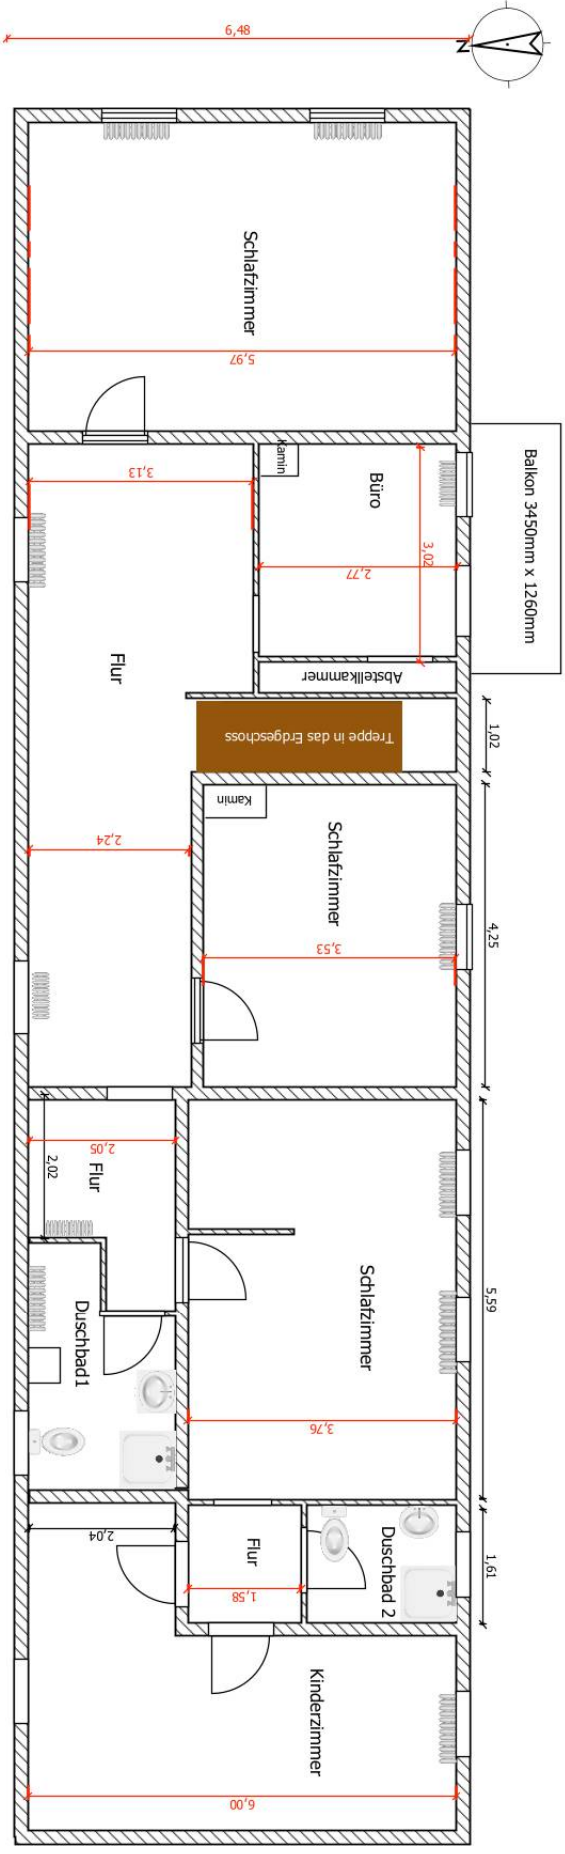 6,48
N
Schlafzimmer
5,97
Balkon 3450mm x 1260mm
Kamin
Büro
3,13
3,02
2,77
Flur
Abstellkammer
Treppe in das Erdgeschoss
1,02
Kamin
Schlafzimmer
2,24
4,25
3,53
2,05
2,02
Flur
Schlafzimmer
5,59
Duschbad1
3,76
Flur
Duschbad 2
1,61
2,04
1,58
Kinderzimmer
6,00